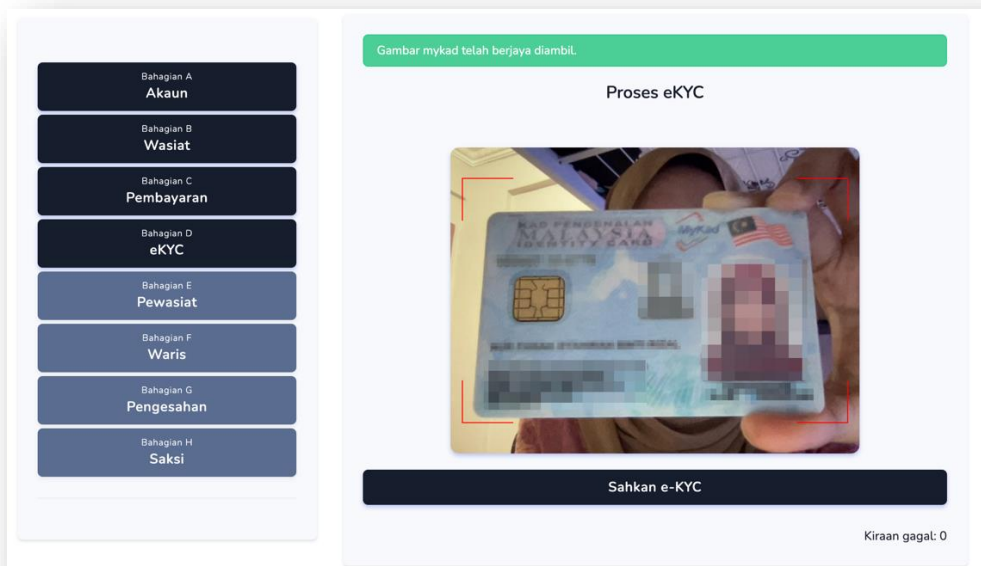 Bahagian A
Akaun
Bahagian B
Wasiat
Bahagian C
Pembayaran
Bahagian D
eKYC
Bahagian E
Pewasiat
Bahagian F
Waris
Bahagian G
Pengesahan
Bahagian H
Saksi
Gambar mykad telah berjaya diambil.
Proses eKYC
KAD PENGENALAN
MALAYSIA
IDENTITY CARD
MyKad
Sahkan e-KYC
Kiraan gagal: 0